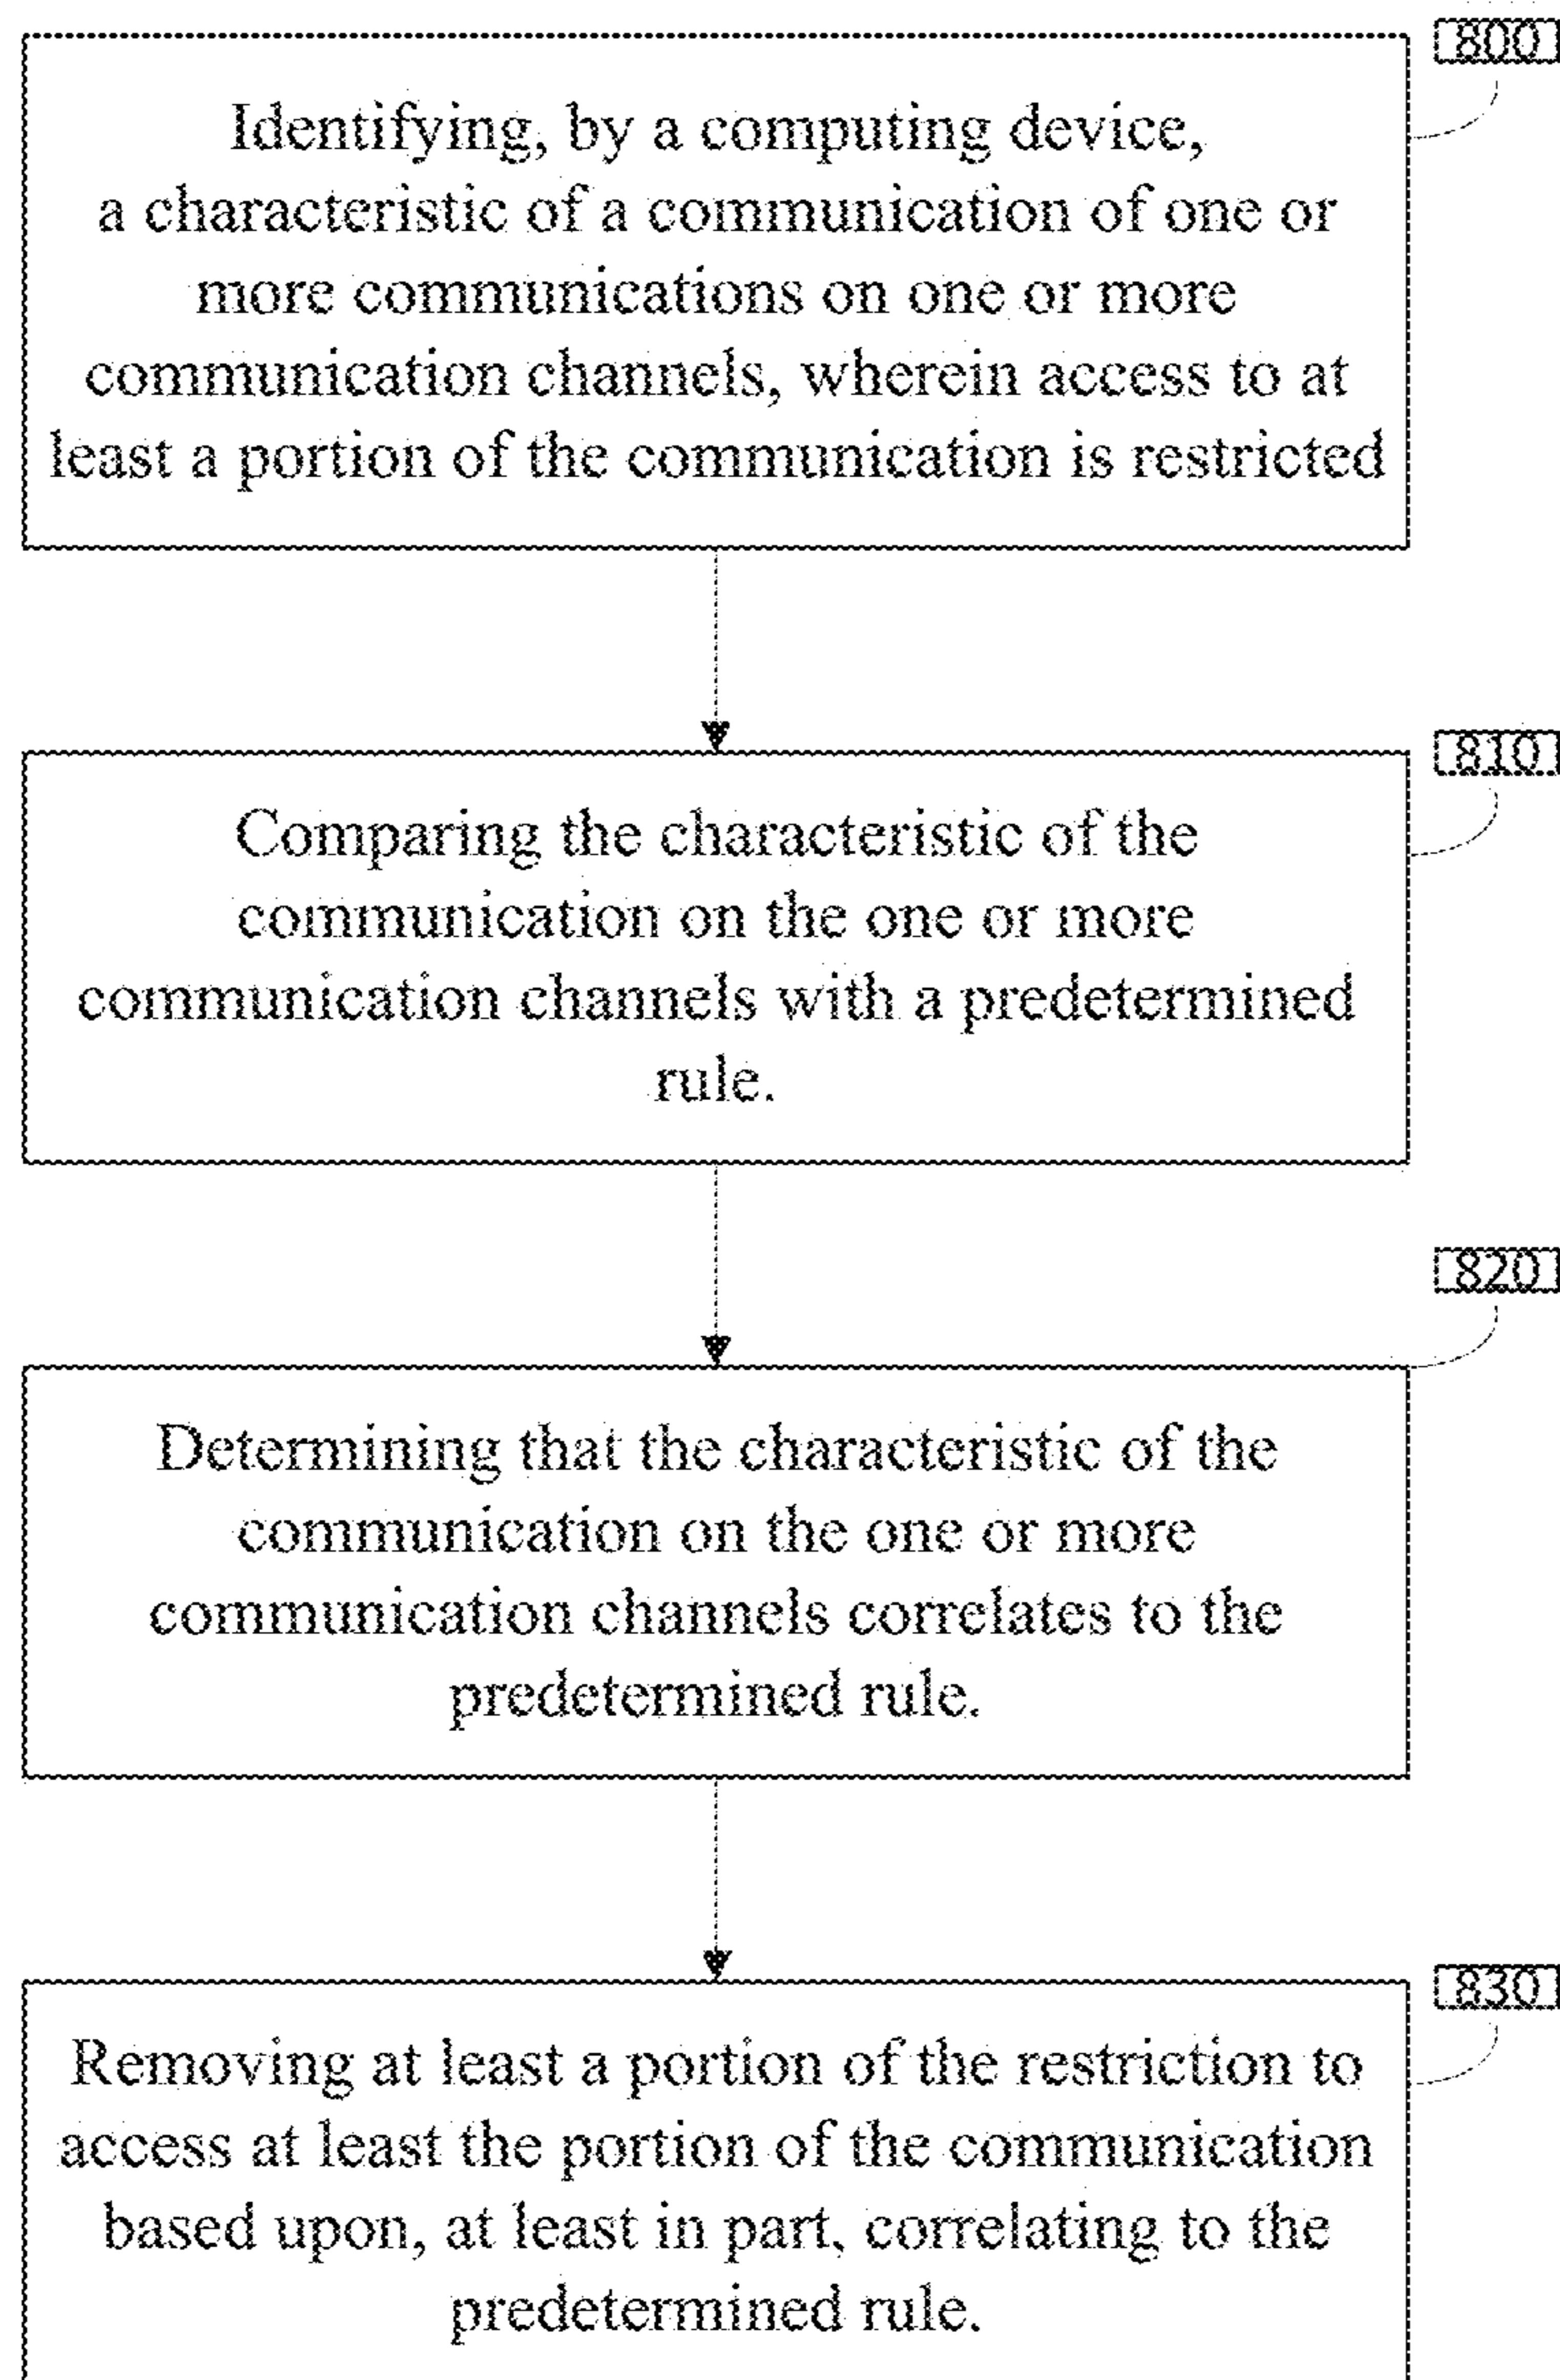 800
Identifying, by a computing device,
a characteristic of a communication of one or
more communications on one or more
communication channels, wherein access to at
least a portion of the communication is restricted
810
Comparing the characteristic of the
communication on the one or more
communication channels with a predetermined
rule.
820
Determining that the characteristic of the
communication on the one or more
communication channels correlates to the
predetermined rule.
830
Removing at least a portion of the restriction to
access at least the portion of the communication
based upon, at least in part, correlating to the
predetermined rule.